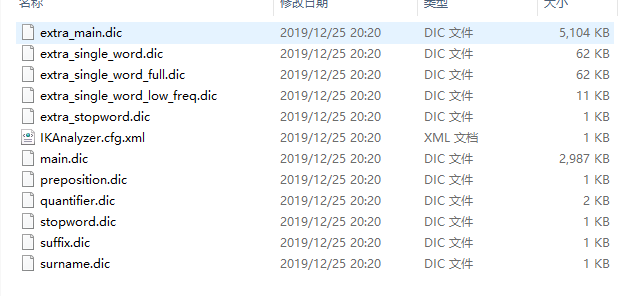 名称 修改日期 类型 大小
extra_main.dic 2019/12/25 20:20 DIC 文件 5,104 KB
extra_single_word.dic 2019/12/25 20:20 DIC 文件 62 KB
extra_single_word_full.dic 2019/12/25 20:20 DIC 文件 62 KB
extra_single_word_low_freq.dic 2019/12/25 20:20 DIC 文件 11 KB
extra_stopword.dic 2019/12/25 20:20 DIC 文件 1 KB
IKAnalyzer.cfg.xml 2019/12/25 20:20 XML 文档 1 KB
main.dic 2019/12/25 20:20 DIC 文件 2,987 KB
preposition.dic 2019/12/25 20:20 DIC 文件 1 KB
quantifier.dic 2019/12/25 20:20 DIC 文件 2 KB
stopword.dic 2019/12/25 20:20 DIC 文件 1 KB
suffix.dic 2019/12/25 20:20 DIC 文件 1 KB
surname.dic 2019/12/25 20:20 DIC 文件 1 KB